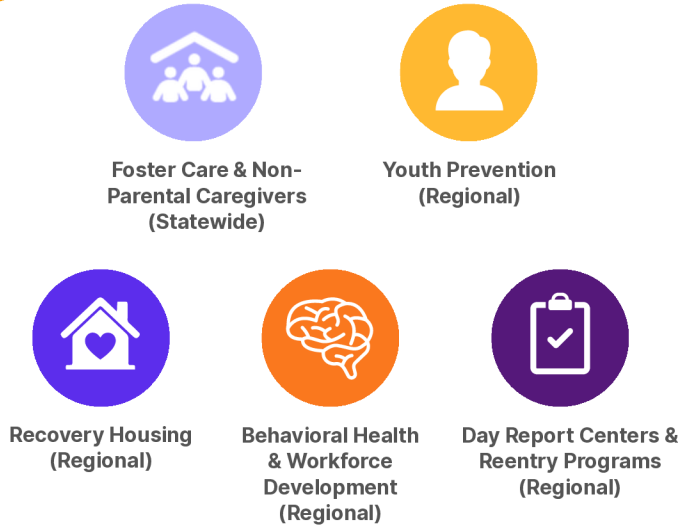 Foster Care & Non-
Parental Caregivers
(Statewide)
Youth Prevention
(Regional)
Recovery Housing
(Regional)
Behavioral Health
& Workforce
Development
(Regional)
Day Report Centers &
Reentry Programs
(Regional)